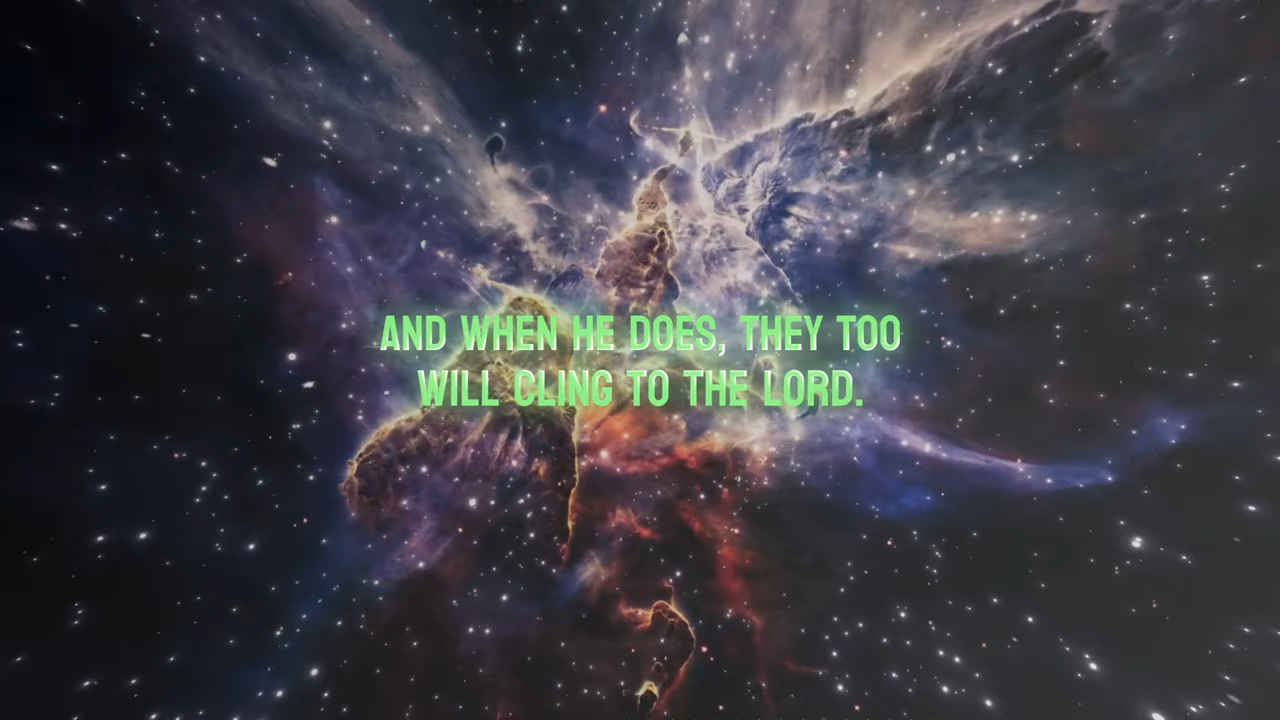 AND WHEN HE DOES, THEY TOO
WILL CLING TO THE LORD.